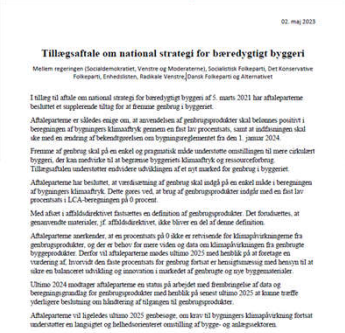 02. maj 2023
Tillægsaftale om national strategi for bæredygtigt byggeri
Mellem regeringen (Socialdemokratiet, Venstre og Moderaterne), Socialistisk Folkeparti, Det Konservative
Folkeparti, Enhedslisten, Radikale Venstre, Dansk Folkeparti og Alternativet
I tillæg til aftale om national strategi for bæredygtigt byggeri af 5. marts 2021 har aftaleparterne
besluttet et supplerende tiltag for at fremme genbrug i byggeriet.
Aftaleparterne er således enige om, at anvendelsen af genbrugsprodukter skal belønnes positivt i
beregningen af bygningers klimaaftryk gennem en fast lav procentsats, samt at indfasningen skal
ske med en ændring af bekendtgørelsen om bygningsreglementet fra den 1. januar 2024.
Fremme af genbrug skal på en enkel og pragmatisk måde understøtte omstillingen til mere cirkulært
byggeri, der kan medvirke til at begrænse byggeriets klimaaftryk og ressourceforbrug.
Tillægsaftalen understøtter endvidere udviklingen af et nyt marked for genbrug i byggeriet.
Aftaleparterne har besluttet, at værdisætning af genbrug skal indgå på en enkel måde i beregningen
af bygningers klimaaftryk. Dette gøres ved, at brug af genbrugsprodukter indgår med en fast lav
procentsats i LCA-beregningen på 0 procent.
Med afsæt i affaldsdirektivet fastsættes en definition af genbrugsprodukter. Det forudsættes, at
genanvendte materialer, jf. affaldsdirektivet, ikke bliver en del af denne definition.
Aftaleparterne anerkender, at en procentsats på 0 ikke er retvisende for klimapåvirkningerne fra
genbrugsprodukter, og der er behov for mere viden og data om klimapåvirkningen fra genbrugte
byggeprodukter. Derfor vil aftaleparterne mødes ultimo 2025 med henblik på at foretage en
vurdering af, hvorvidt den faste procentsats for genbrug fortsat er hensigtsmæssig med hensyn til at
sikre en balanceret udvikling og innovation i markedet for genbrugte og nye byggematerialer.
Ultimo 2024 modtager aftaleparterne en status på arbejdet med frembringelse af data og
beregningsgrundlag for genbrugsprodukter med henblik på senest ultimo 2025 at kunne træffe
yderligere beslutning om håndtering af tilgangen til genbrugsprodukter.
Aftaleparterne vil ligeledes ultimo 2025 genbesøge, om krav til bygningers klimapåvirkning fortsat
understøtter en langsigtet og helhedsorienteret omstilling af bygge- og anlægssektoren.